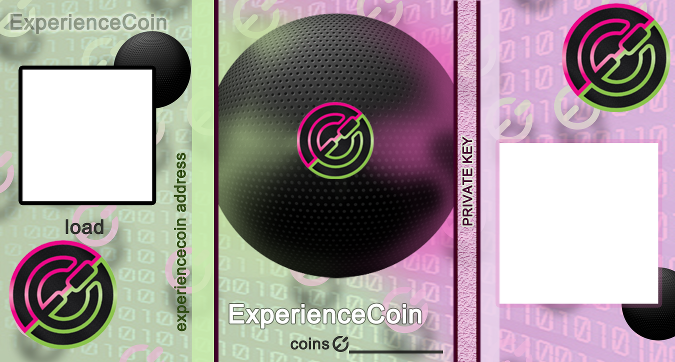 ExperienceCoin
load
experiencecoin address
ExperienceCoin
coins
PRIVATE KEY